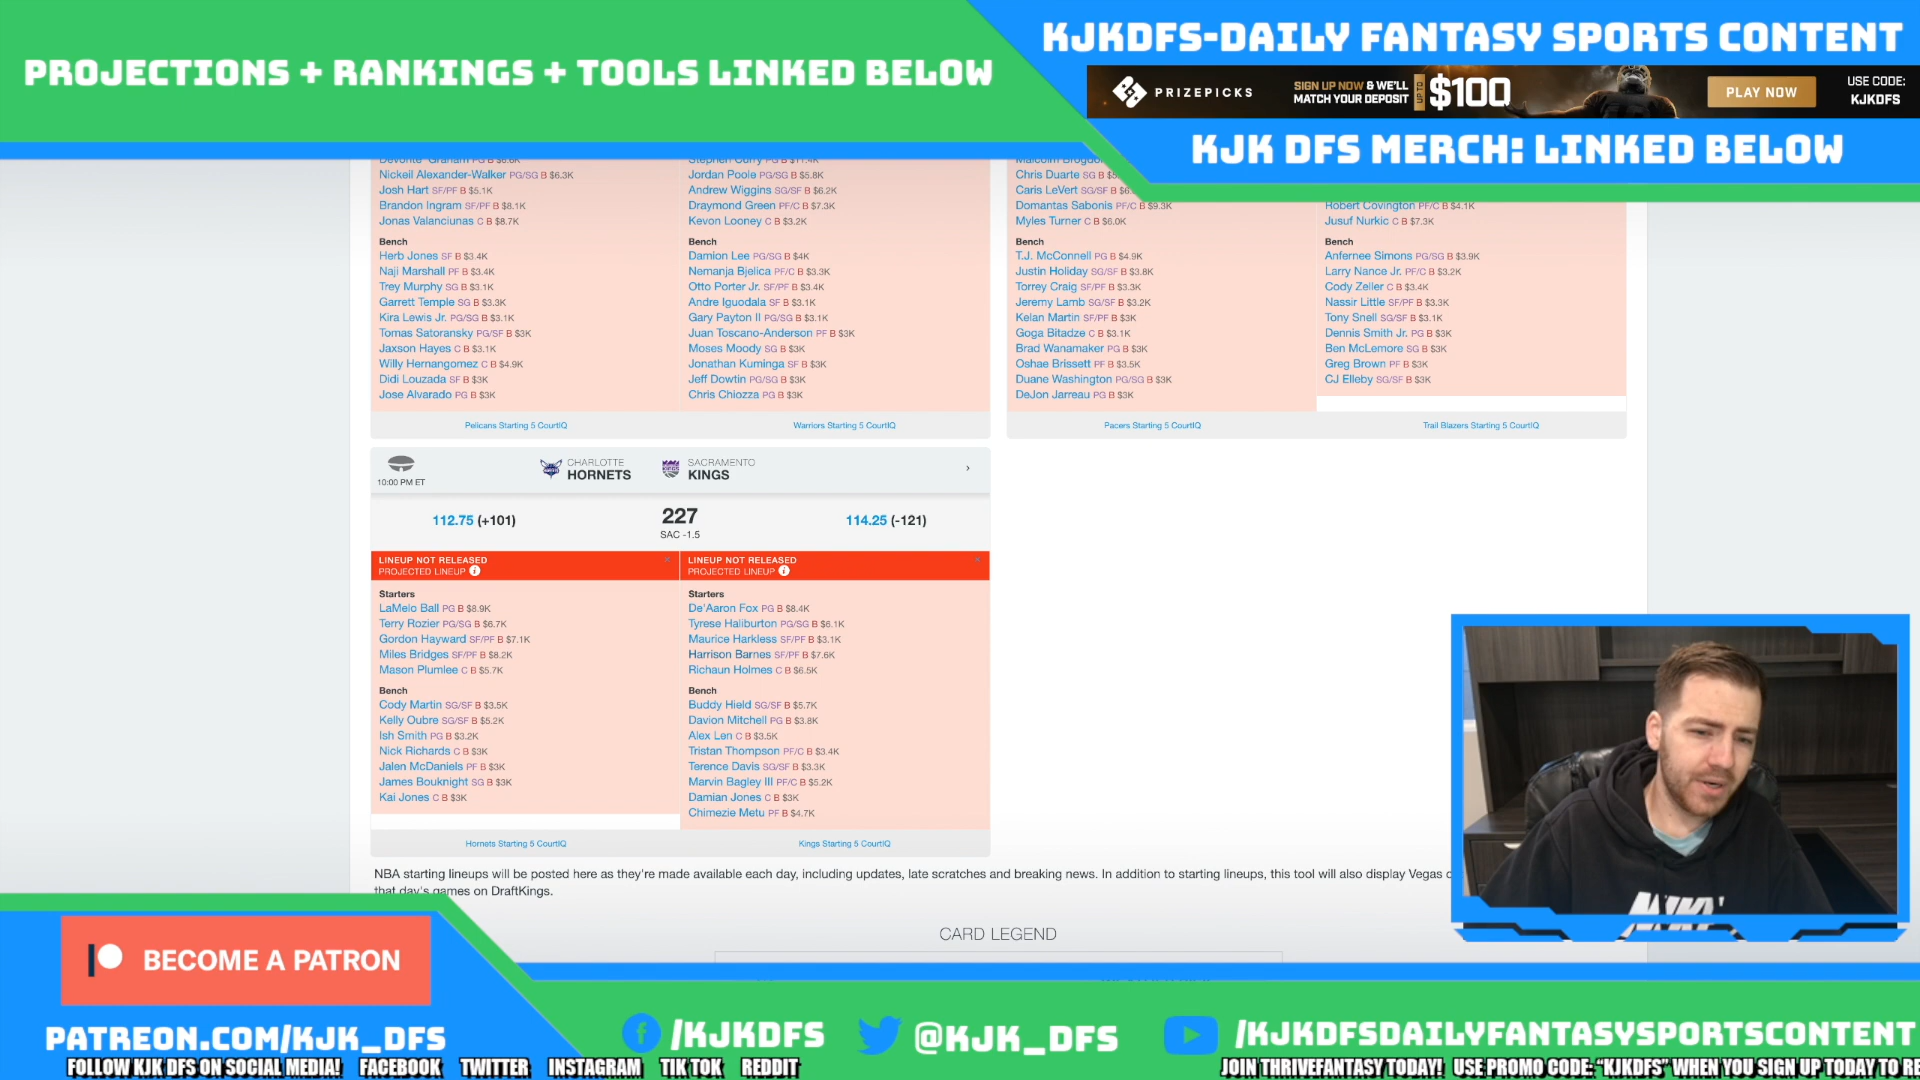 PROJECTIONS + RANKINGS + TOOLS LINKED BELOW
KJKDFS-DAILY FANTASY SPORTS CONTENT
PRIZEPICKS
SIGN UP NOW & WE'LL
MATCH YOUR DEPOSIT
UP TO
$100
PLAY NOW
USE CODE:
KJKDFS
KJK DFS MERCH: LINKED BELOW
Nickeil Alexander-Walker PG/SG B $6.3K
Josh Hart SF/PF B $5.1K
Brandon Ingram SF/PF B $8.1K
Jonas Valanciunas C B $8.7K
Bench
Herb Jones SF B $3.4K
Naji Marshall PF B $3.4K
Trey Murphy SG B $3.1K
Garrett Temple SG B $3.3K
Kira Lewis Jr. PG/SG B $3.1K
Tomas Satoransky PG/SF B $3K
Jaxson Hayes C B $3.1K
Willy Hernangomez C B $4.9K
Didi Louzada SF B $3K
Jose Alvarado PG B $3K
Pelicans Starting 5 CourtIQ
Stephen Curry PG B $11.4K
Jordan Poole PG/SG B $5.8K
Andrew Wiggins SG/SF B $6.2K
Draymond Green PF/C B $7.3K
Kevon Looney C B $3.2K
Bench
Damion Lee PG/SG B $4K
Nemanja Bjelica PF/C B $3.3K
Otto Porter Jr. SF/PF B $3.4K
Andre Iguodala SF B $3.1K
Gary Payton II PG/SG B $3.1K
Juan Toscano-Anderson PF B $3K
Moses Moody SG B $3K
Jonathan Kuminga SF B $3K
Jeff Dowtin PG/SG B $3K
Chris Chiozza PG B $3K
Warriors Starting 5 CourtIQ
Malcolm Brogdon
Chris Duarte SG B $5
Caris LeVert SG/SF B $6
Domantas Sabonis PF/C B $9.3K
Myles Turner C B $6.0K
Bench
T.J. McConnell PG B $4.9K
Justin Holiday SG/SF B $3.8K
Torrey Craig SF/PF B $3.3K
Jeremy Lamb SG/SF B $3.2K
Kelan Martin SF/PF B $3K
Goga Bitadze C B $3.1K
Brad Wanamaker PG B $3K
Oshae Brissett PF B $3.5K
Duane Washington PG/SG B $3K
DeJon Jarreau PG B $3K
Pacers Starting 5 CourtIQ
Robert Covington PF/C B $4.1K
Jusuf Nurkic C B $7.3K
Bench
Anfernee Simons PG/SG B $3.9K
Larry Nance Jr. PF/C B $3.2K
Cody Zeller C B $3.4K
Nassir Little SF/PF B $3.3K
Tony Snell SG/SF B $3.1K
Dennis Smith Jr. PG B $3K
Ben McLemore SG B $3K
Greg Brown PF B $3K
CJ Elleby SG/SF B $3K
Trail Blazers Starting 5 CourtIQ
10:00 PM ET
CHARLOTTE
HORNETS
SACRAMENTO
KINGS
112.75 (+101)
227
SAC -1.5
114.25 (-121)
LINEUP NOT RELEASED
PROJECTED LINEUP
Starters
LaMelo Ball PG B $8.9K
Terry Rozier PG/SG B $6.7K
Gordon Hayward SF/PF B $7.1K
Miles Bridges SF/PF B $8.2K
Mason Plumlee C B $5.7K
Bench
Cody Martin SG/SF B $3.5K
Kelly Oubre SG/SF B $5.2K
Ish Smith PG B $3.2K
Nick Richards C B $3K
Jalen McDaniels PF B $3K
James Bouknight SG B $3K
Kai Jones C B $3K
Hornets Starting 5 CourtIQ
LINEUP NOT RELEASED
PROJECTED LINEUP
Starters
De'Aaron Fox PG B $8.4K
Tyrese Haliburton PG/SG B $6.1K
Maurice Harkless SF/PF B $3.1K
Harrison Barnes SF/PF B $7.6K
Richaun Holmes C B $6.5K
Bench
Buddy Hield SG/SF B $5.7K
Davion Mitchell PG B $3.8K
Alex Len C B $3.5K
Tristan Thompson PF/C B $3.4K
Terence Davis SG/SF B $3.3K
Marvin Bagley III PF/C B $5.2K
Damian Jones C B $3K
Chimezie Metu PF B $4.7K
Kings Starting 5 CourtIQ
NBA starting lineups will be posted here as they're made available each day, including updates, late scratches and breaking news. In addition to starting lineups, this tool will also display Vegas
that day's games on DraftKings.
CARD LEGEND
BECOME A PATRON
PATREON.COM/KJK_DFS
/KJKDFS
@KJK_DFS
/KJKDFSDAILYFANTASYSPORTSCONTENT
FOLLOW KJK DFS ON SOCIAL MEDIA! FACEBOOK TWITTER INSTAGRAM TIK TOK REDDIT
JOIN THRIVEFANTASY TODAY! USE PROMO CODE: "KJKDFS" WHEN YOU SIGN UP TODAY TO RE